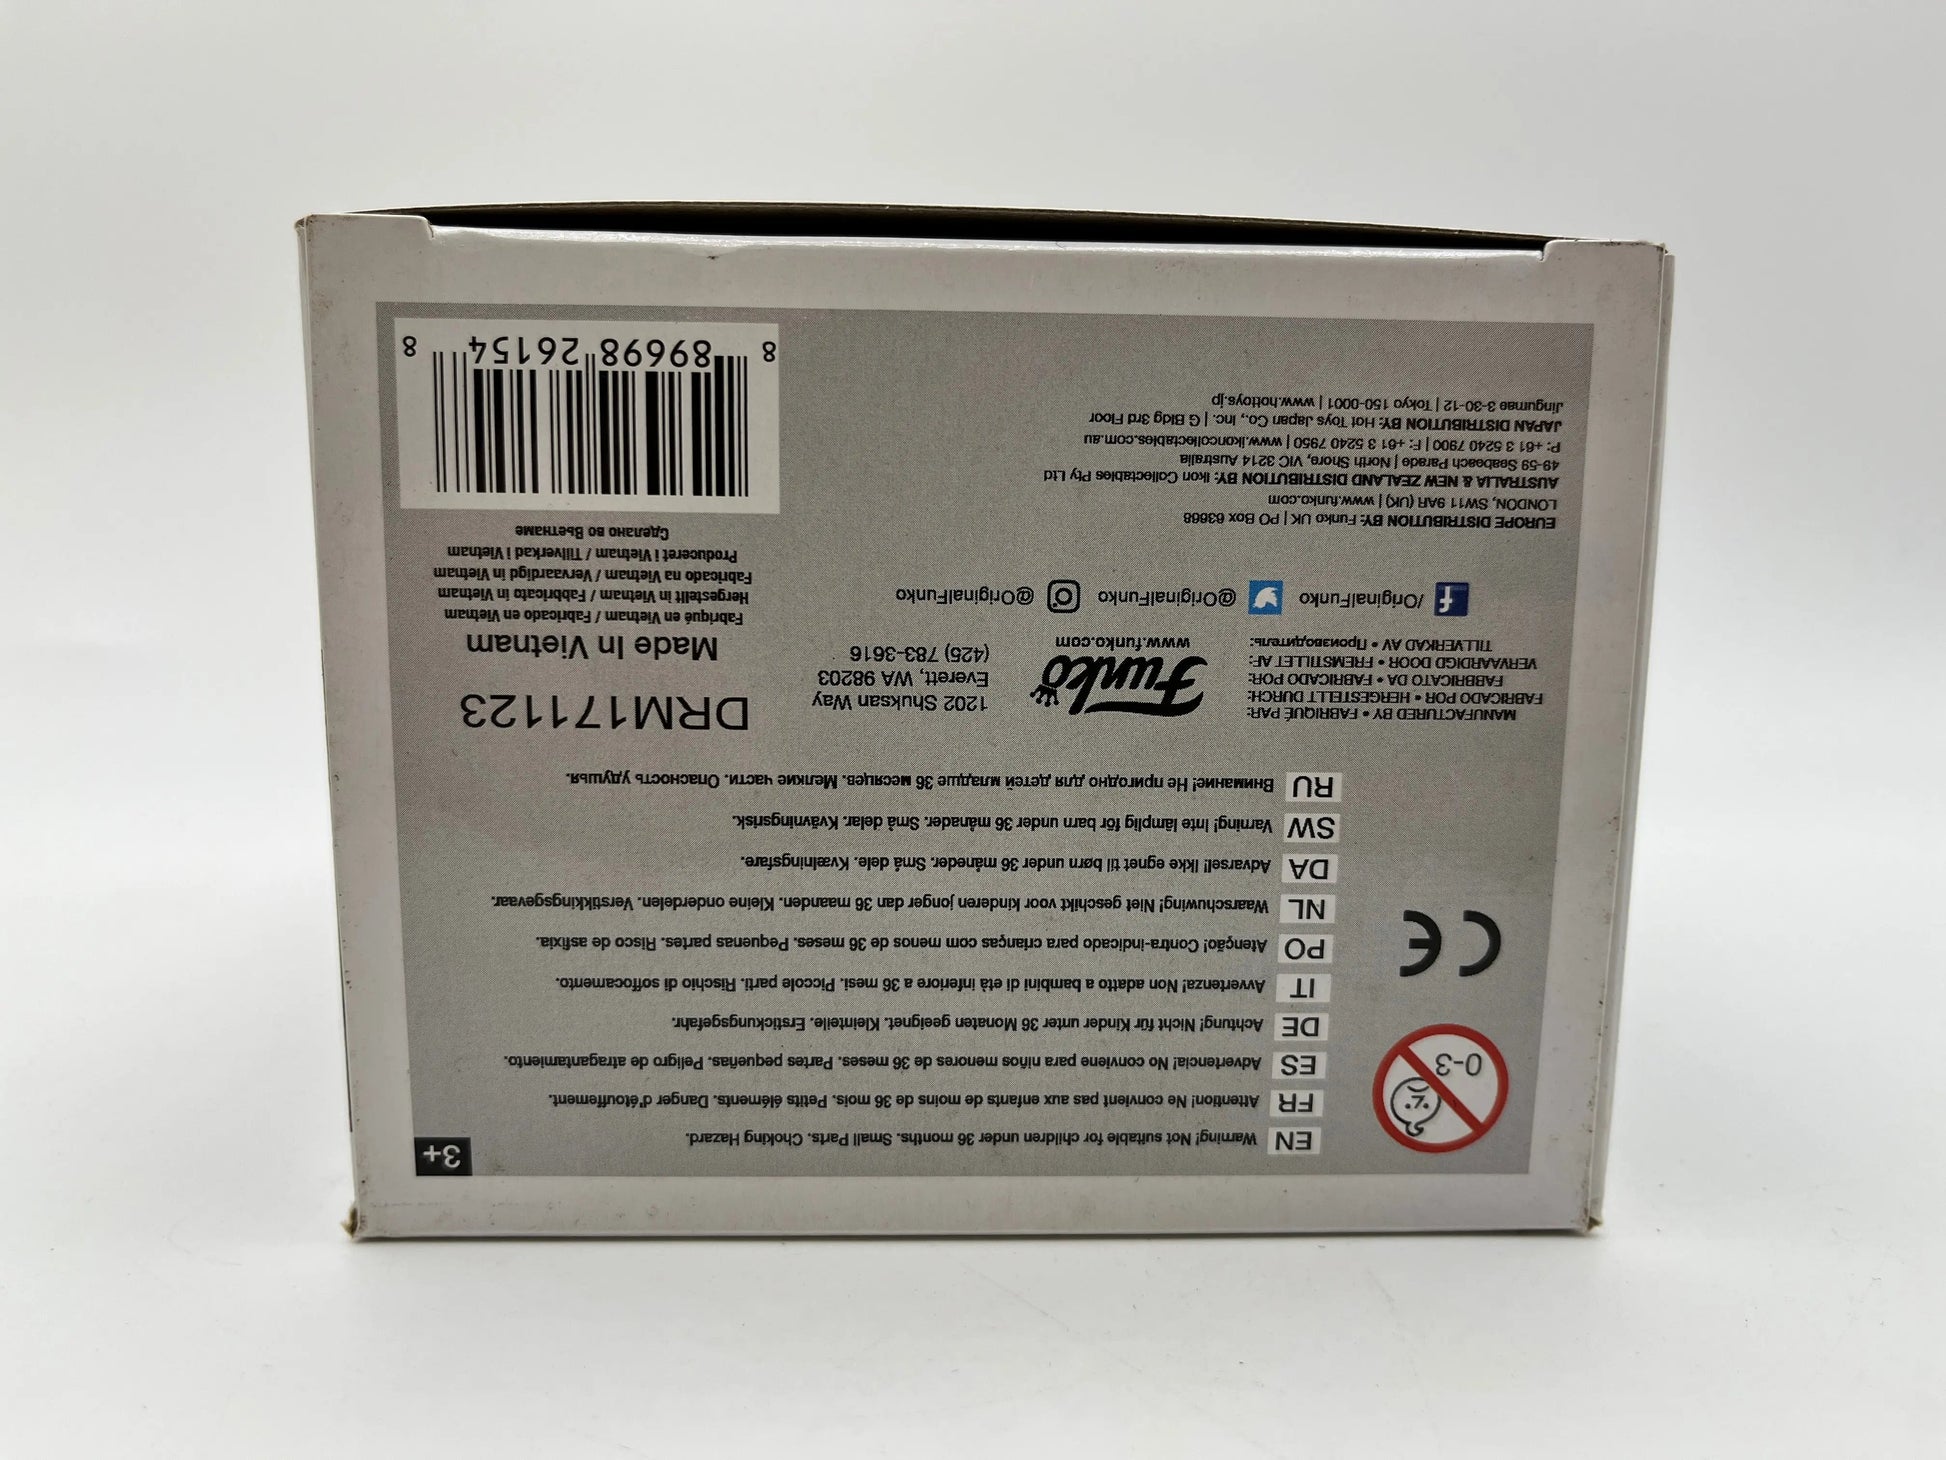 3+
EN Warning! Not suitable for children under 36 months. Small Parts. Choking Hazard.
FR Attention! Ne convient pas aux enfants de moins de 36 mois. Petits éléments. Danger d'étouffement.
ES Advertencia! No conviene para niños menores de 36 meses. Partes pequeñas. Peligro de atragantamiento.
DE Achtung! Nicht für Kinder unter 36 Monaten geeignet. Kleinteile. Erstickungsgefahr.
IT Avvertenza! Non adatto a bambini di età inferiore a 36 mesi. Piccole parti. Rischio di soffocamento.
PO Atenção! Contra-indicado para crianças com menos de 36 meses. Pequenas partes. Risco de asfixia.
NL Waarschuwing! Niet geschikt voor kinderen jonger dan 36 maanden. Kleine onderdelen. Verstikkingsgevaar.
DA Advarsel! Ikke egnet til børn under 36 måneder. Små dele. Kvælningsfare.
SW Varning! Inte lämplig för barn under 36 månader. Små delar. Kvävningsrisk.
RU Внимание! Не пригодно для детей младше 36 месяцев. Мелкие части. Опасность удушья.
0-3
CE
MANUFACTURED BY • FABRIQUÉ PAR:
FABRICADO POR • HERGESTELLT DURCH:
FABBRICATO DA • FABRICADO POR:
VERVAARDIGD DOOR • FREMSTILLET AF:
TILLVERKAD AV • Производитель:
Funko
www.funko.com
1202 Shuksan Way
Everett, WA 98203
(425) 783-3616
/OriginalFunko @OriginalFunko @OriginalFunko
EUROPE DISTRIBUTION BY: Funko UK | PO Box 63668
LONDON, SW11 9AR (UK) | www.funko.com
AUSTRALIA & NEW ZEALAND DISTRIBUTION BY: Ikon Collectables Pty Ltd
49-59 Seabeach Parade | North Shore, VIC 3214 Australia
P: +61 3 5240 7900 | F: +61 3 5240 7950 | www.ikoncollectables.com.au
JAPAN DISTRIBUTION BY: Hot Toys Japan Co., Inc. | G Bldg 3rd Floor
Jingumae 3-30-12 | Tokyo 150-0001 | www.hottoys.jp
DRM171123
Made In Vietnam
Fabriqué en Vietnam / Fabricado en Vietnam
Hergestellt in Vietnam / Fabbricato in Vietnam
Fabricado na Vietnam / Vervaardigd in Vietnam
Produceret i Vietnam / Tillverkad i Vietnam
Сделано во Вьетнаме
8 89698 26154 8